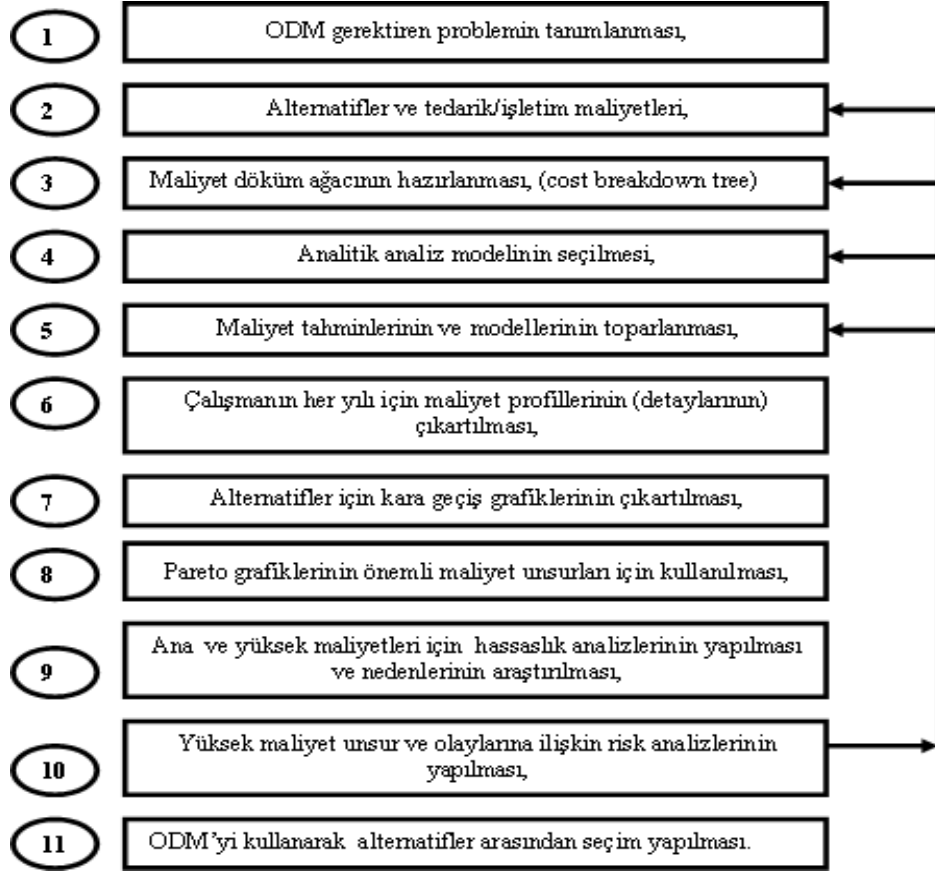 1
ODM gerektiren problemin tanımlanması,
2
Alternatifler ve tedarik/işletim maliyetleri,
3
Maliyet döküm ağacının hazırlanması, (cost breakdown tree)
4
Analitik analiz modelinin seçilmesi,
5
Maliyet tahminlerinin ve modellerinin toparlanması,
6
Çalışmanın her yılı için maliyet profillerinin (detaylarının)
çıkartılması,
7
Alternatifler için kara geçiş grafiklerinin çıkartılması,
8
Pareto grafiklerinin önemli maliyet unsurları için kullanılması,
9
Ana ve yüksek maliyetleri için hassaslık analizlerinin yapılması
ve nedenlerinin araştırılması,
10
Yüksek maliyet unsur ve olaylarına ilişkin risk analizlerinin
yapılması,
11
ODM'yi kullanarak alternatifler arasından seçim yapılması.